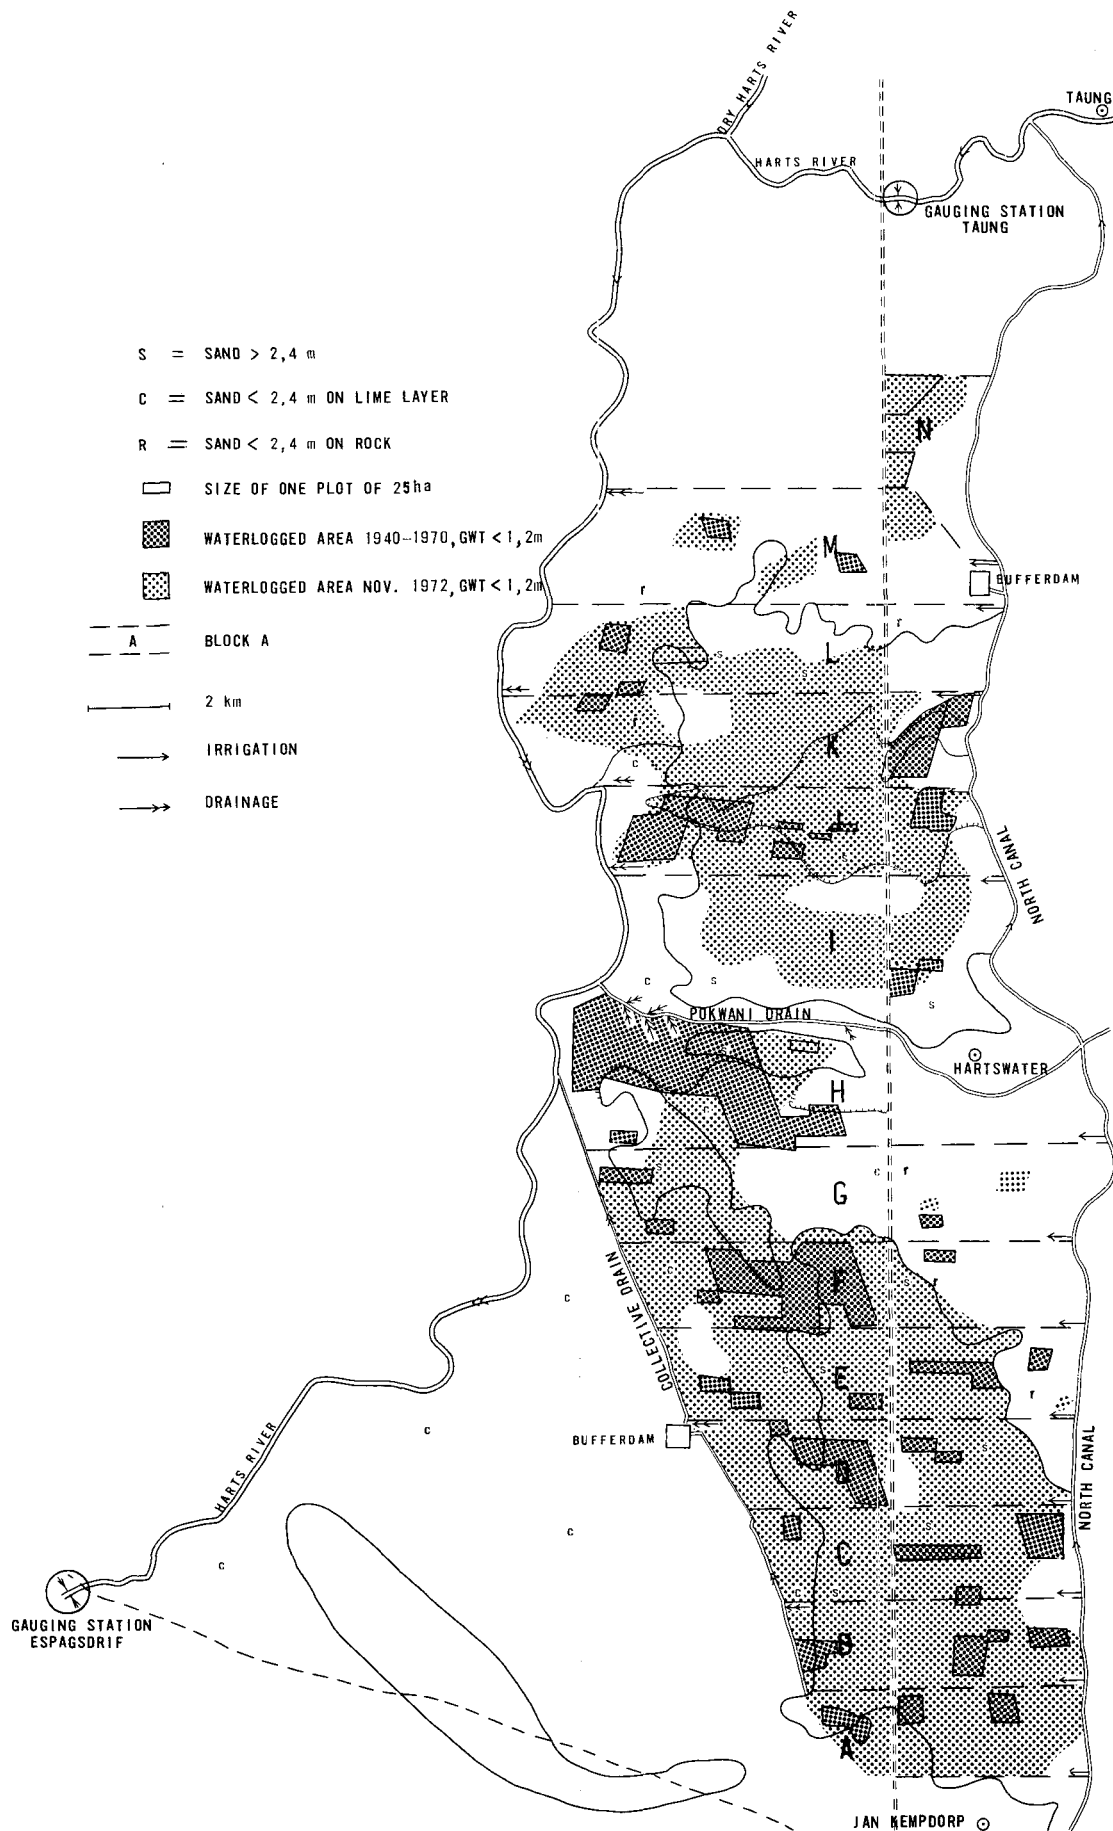 DRY HARTS RIVER
TAUNG
HARTS RIVER
GAUGING STATION
TAUNG
S = SAND > 2,4 m
C = SAND < 2,4 m ON LIME LAYER
R = SAND < 2,4 m ON ROCK
SIZE OF ONE PLOT OF 25ha
WATERLOGGED AREA 1940-1970, GWT < 1,2m
WATERLOGGED AREA NOV. 1972, GWT < 1,2m
A BLOCK A
2 km
IRRIGATION
DRAINAGE
N
M
BUFFERDAM
r
r
L
s
s
K
r
c
J
s
NORTH CANAL
I
c
s
s
POKWANI DRAIN
HARTSWATER
H
c
s
c r
G
COLLECTIVE DRAIN
c
F
s
r
c
c
s
E
r
HARTS RIVER
c
BUFFERDAM
s
D
NORTH CANAL
c
s
C
c
c s
GAUGING STATION
ESPAGSDRIF
B
A
JAN KEMPDORP